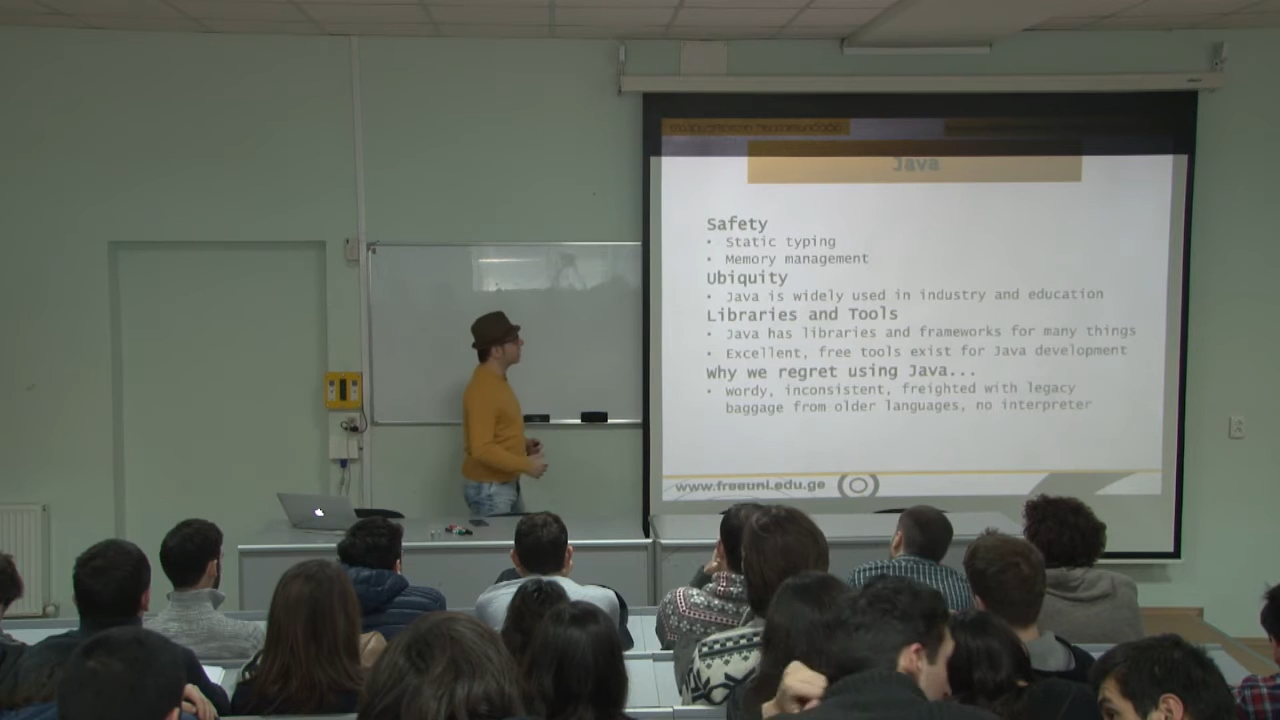 Java
Safety
• Static typing
• Memory management
Ubiquity
• Java is widely used in industry and education
Libraries and Tools
• Java has libraries and frameworks for many things
• Excellent, free tools exist for Java development
Why we regret using Java...
• wordy, inconsistent, freighted with legacy
baggage from older languages, no interpreter
www.freeuni.edu.ge